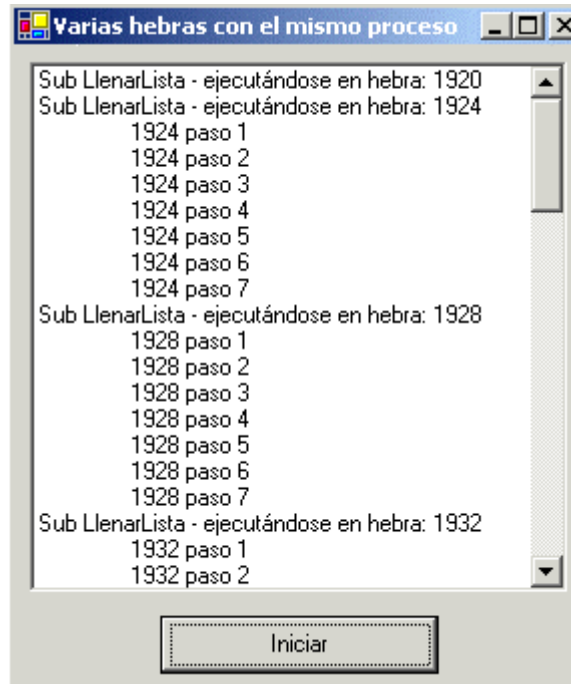 Varias hebras con el mismo proceso
Sub LlenarLista - ejecutándose en hebra: 1920
Sub LlenarLista - ejecutándose en hebra: 1924
1924 paso 1
1924 paso 2
1924 paso 3
1924 paso 4
1924 paso 5
1924 paso 6
1924 paso 7
Sub LlenarLista - ejecutándose en hebra: 1928
1928 paso 1
1928 paso 2
1928 paso 3
1928 paso 4
1928 paso 5
1928 paso 6
1928 paso 7
Sub LlenarLista - ejecutándose en hebra: 1932
1932 paso 1
1932 paso 2
Iniciar